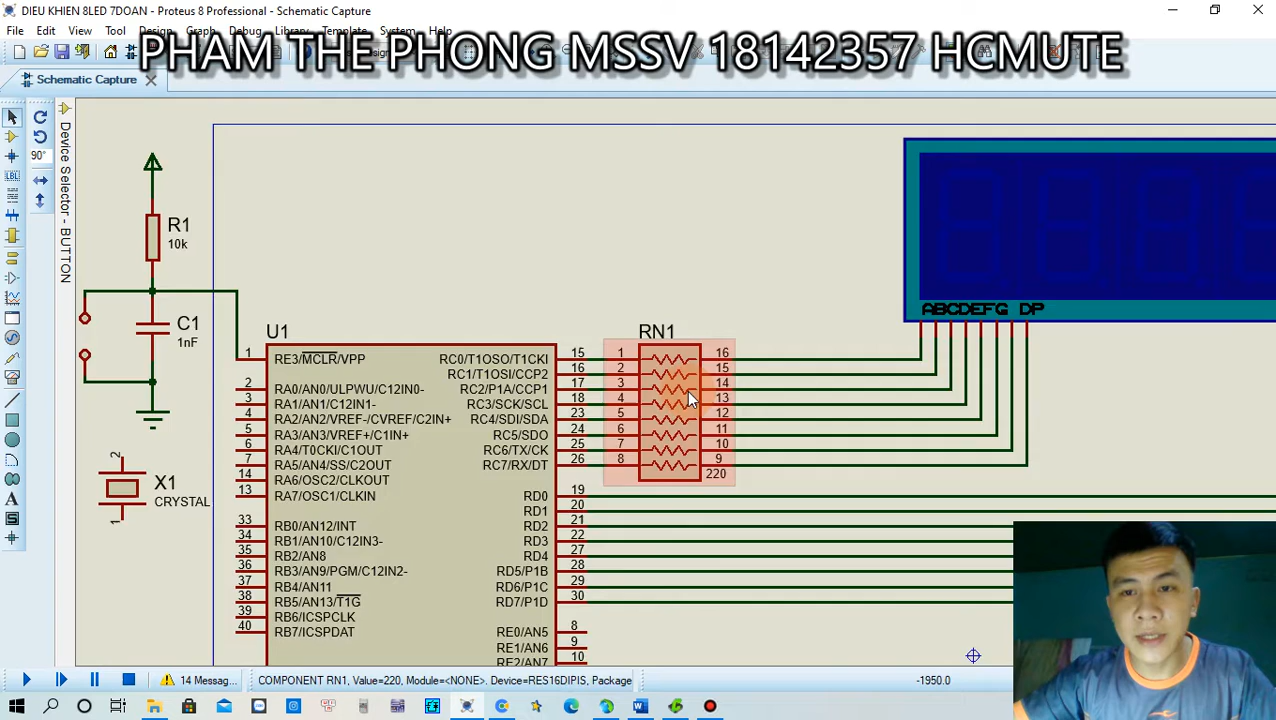 DIEU KHIEN 8LED 7DOAN - Proteus 8 Professional - Schematic Capture
File Edit View Tool Design Graph Debug Library Template System Help
PHAM THE PHONG MSSV 18142357 HCMUTE
Schematic Capture
90°
LBL
Device Selector - BUTTON
R1
10k
C1
1nF
X1
CRYSTAL
2
1
U1
1 RE3/MCLR/VPP
2 RA0/AN0/ULPWU/C12IN0-
3 RA1/AN1/C12IN1-
4 RA2/AN2/VREF-/CVREF/C2IN+
5 RA3/AN3/VREF+/C1IN+
6 RA4/T0CKI/C1OUT
7 RA5/AN4/SS/C2OUT
14 RA6/OSC2/CLKOUT
13 RA7/OSC1/CLKIN
33 RB0/AN12/INT
34 RB1/AN10/C12IN3-
35 RB2/AN8
36 RB3/AN9/PGM/C12IN2-
37 RB4/AN11
38 RB5/AN13/T1G
39 RB6/ICSPCLK
40 RB7/ICSPDAT
RC0/T1OSO/T1CKI 15
RC1/T1OSI/CCP2 16
RC2/P1A/CCP1 17
RC3/SCK/SCL 18
RC4/SDI/SDA 23
RC5/SDO 24
RC6/TX/CK 25
RC7/RX/DT 26
RD0 19
RD1 20
RD2 21
RD3 22
RD4 27
RD5/P1B 28
RD6/P1C 29
RD7/P1D 30
RE0/AN5 8
RE1/AN6 9
RE2/AN7 10
RN1
1 16
2 15
3 14
4 13
5 12
6 11
7 10
8 9
220
ABCDEFG DP
14 Messag...
COMPONENT RN1, Value=220, Module=<NONE>. Device=RES16DIPIS, Package
-1950.0